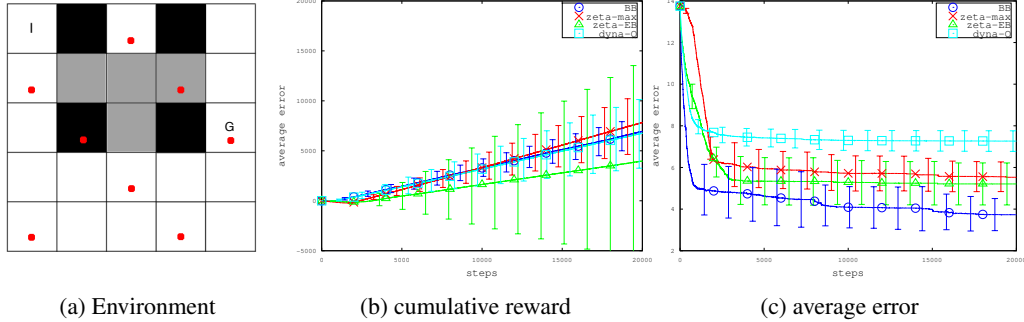 I
G
(a) Environment
BB
zeta-max
zeta-EB
dyna-Q
average error
20000
15000
10000
5000
0
-5000
0 5000 10000 15000 20000
steps
(b) cumulative reward
BB
zeta-max
zeta-EB
dyna-Q
average error
14
12
10
8
6
4
2
0 5000 10000 15000 20000
steps
(c) average error